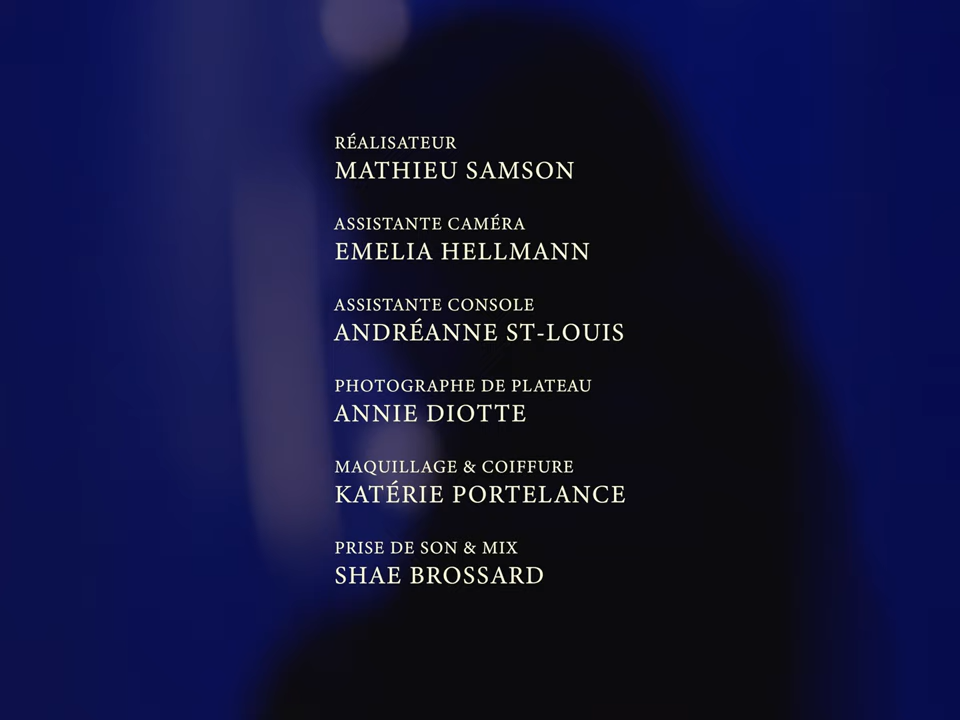 RÉALISATEUR
MATHIEU SAMSON
ASSISTANTE CAMÉRA
EMELIA HELLMANN
ASSISTANTE CONSOLE
ANDRÉANNE ST-LOUIS
PHOTOGRAPHE DE PLATEAU
ANNIE DIOTTE
MAQUILLAGE & COIFFURE
KATÉRIE PORTELANCE
PRISE DE SON & MIX
SHAE BROSSARD